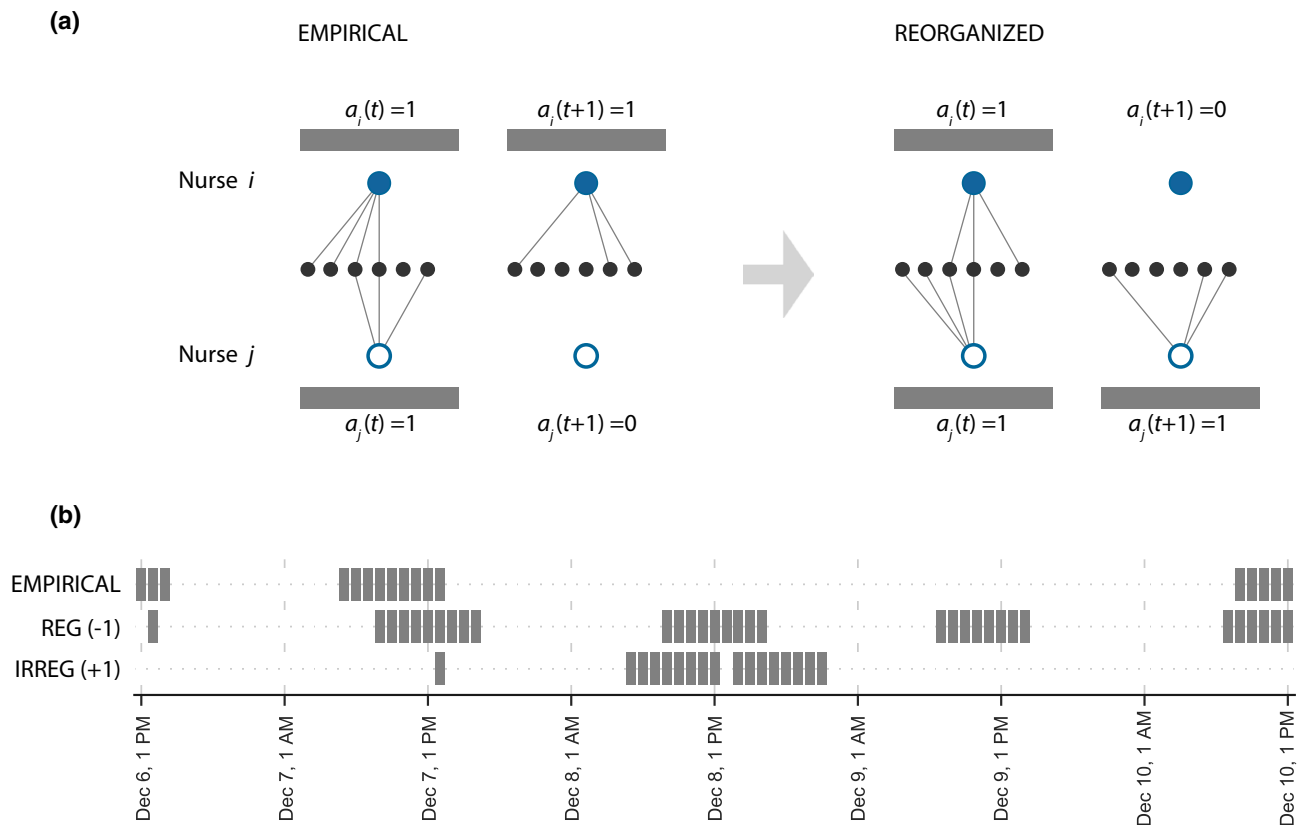 (a)
EMPIRICAL REORGANIZED
a_i(t) =1 a_i(t+1) =1 a_i(t) =1 a_i(t+1) =0
Nurse i
Nurse j
a_j(t) =1 a_j(t+1) =0 a_j(t) =1 a_j(t+1) =1
(b)
EMPIRICAL
REG (-1)
IRREG (+1)
Dec 6, 1 PM
Dec 7, 1 AM
Dec 7, 1 PM
Dec 8, 1 AM
Dec 8, 1 PM
Dec 9, 1 AM
Dec 9, 1 PM
Dec 10, 1 AM
Dec 10, 1 PM